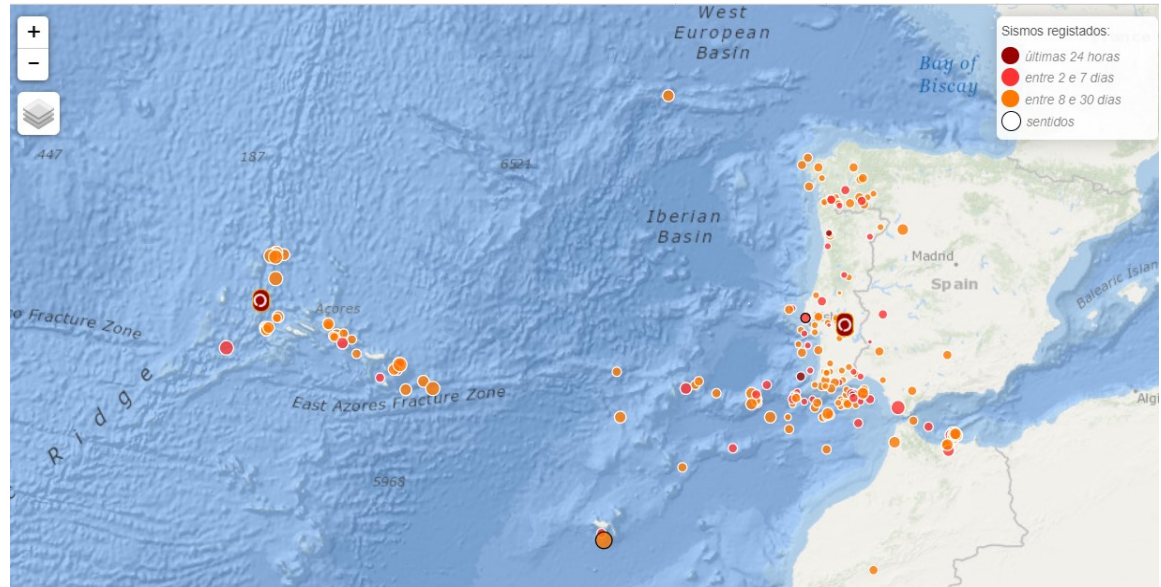 +
−
West
European
Basin
Bay of
Biscay
Sismos registados:
últimas 24 horas
entre 2 e 7 dias
entre 8 e 30 dias
sentidos
447
187
6521
Iberian
Basin
Madrid
Spain
Balearic Islan
Açores
o Fracture Zone
East Azores Fracture Zone
Ridge
5968
Algi